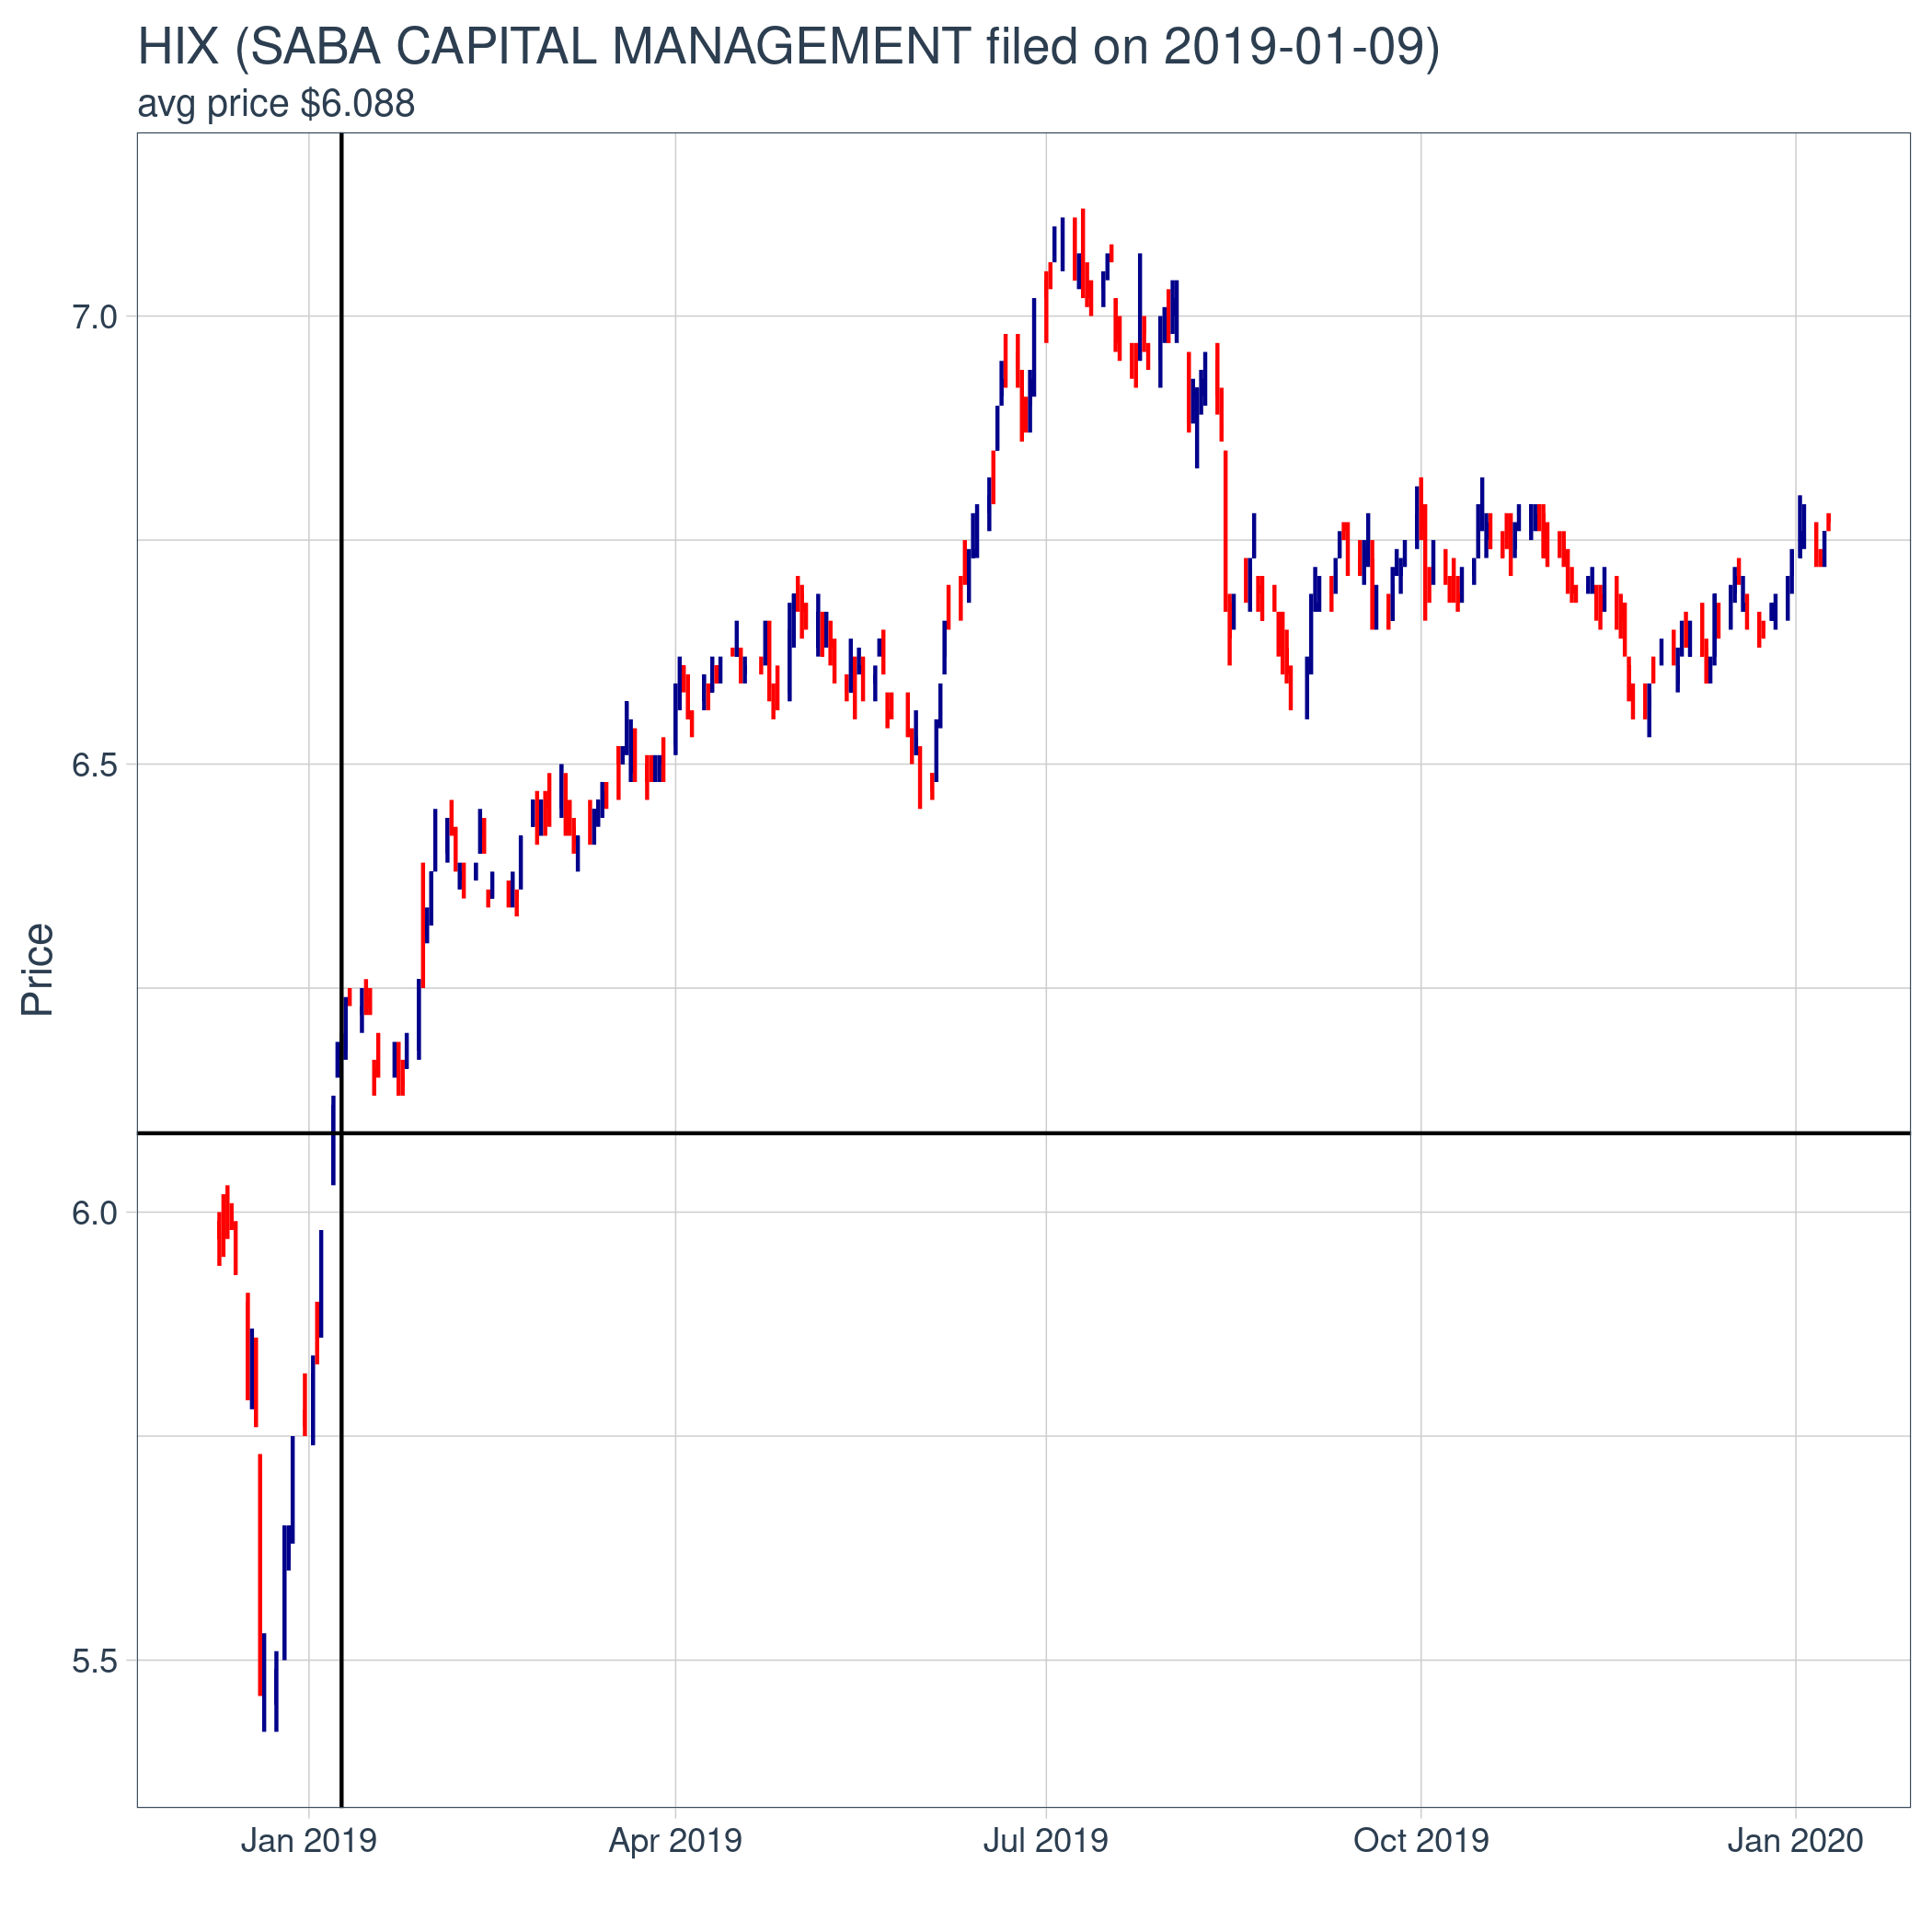 HIX (SABA CAPITAL MANAGEMENT filed on 2019-01-09)
avg price $6.088
Price
7.0
6.5
6.0
5.5
Jan 2019
Apr 2019
Jul 2019
Oct 2019
Jan 2020